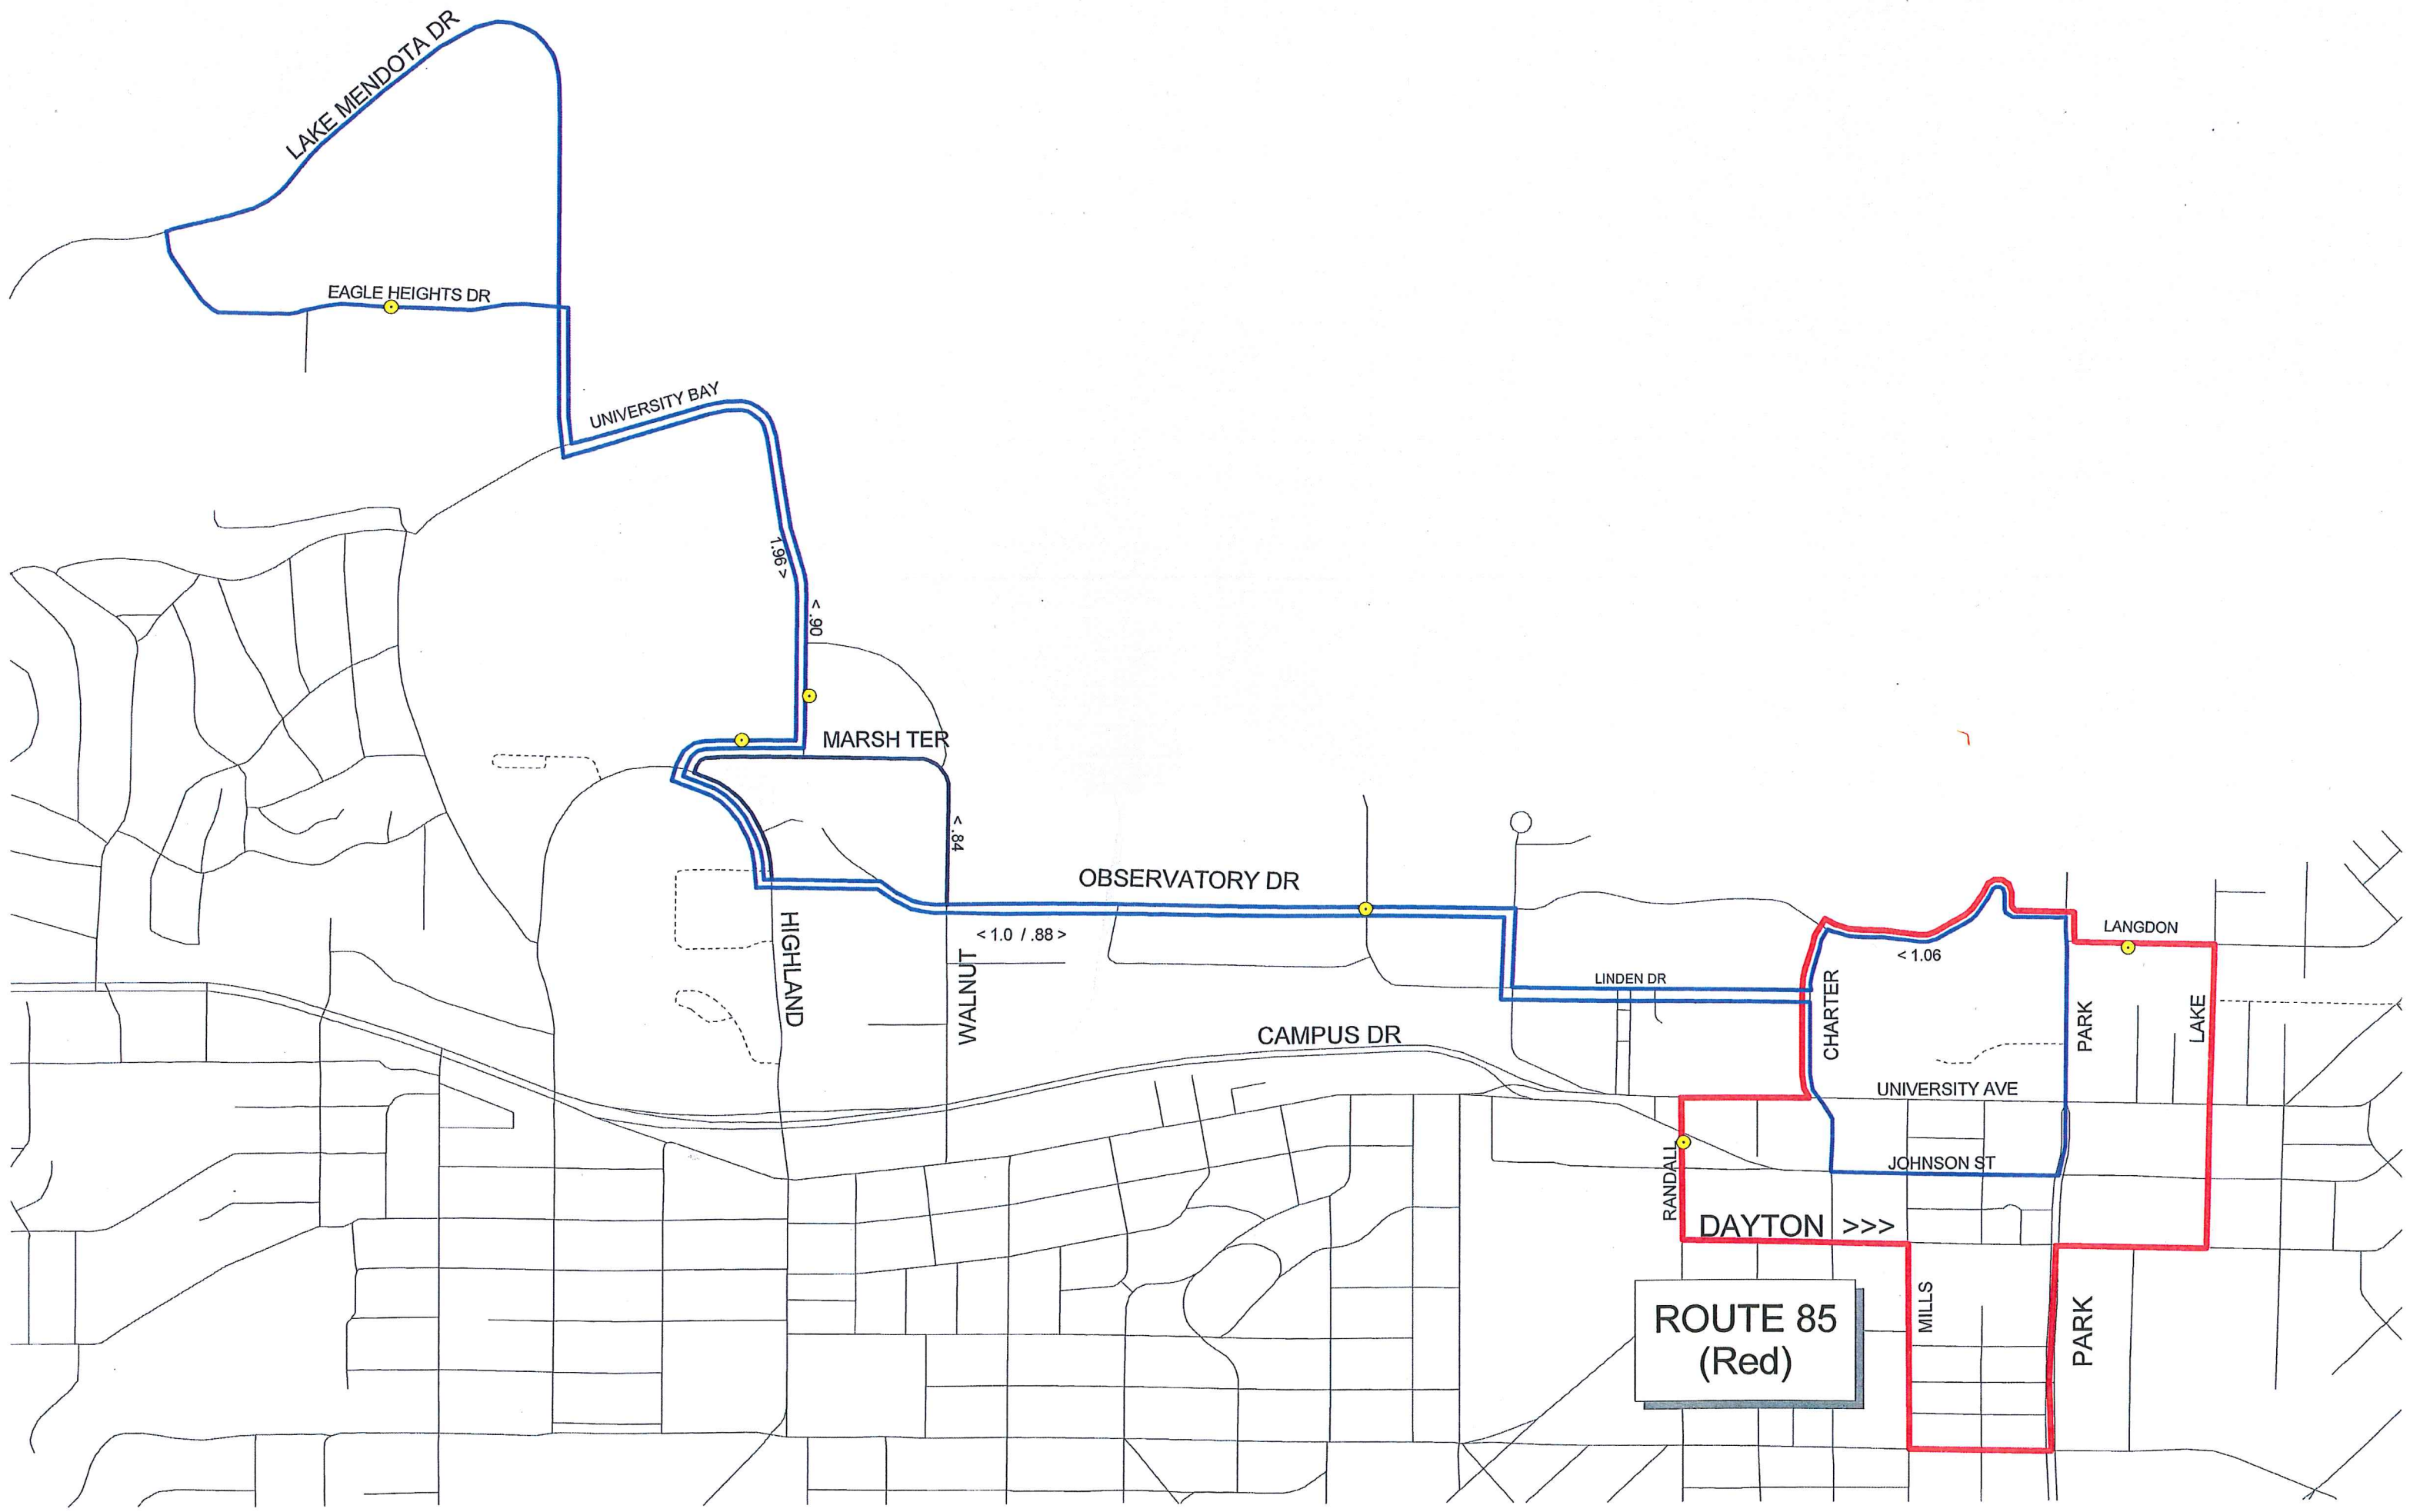 LAKE MENDOTA DR
EAGLE HEIGHTS DR
UNIVERSITY BAY
1.96 >
< .90
MARSH TER
< .84
OBSERVATORY DR
< 1.0 / .88 >
HIGHLAND
WALNUT
LINDEN DR
CAMPUS DR
CHARTER
< 1.06
LANGDON
PARK
LAKE
UNIVERSITY AVE
JOHNSON ST
RANDALL
DAYTON >>>
MILLS
PARK
ROUTE 85
(Red)